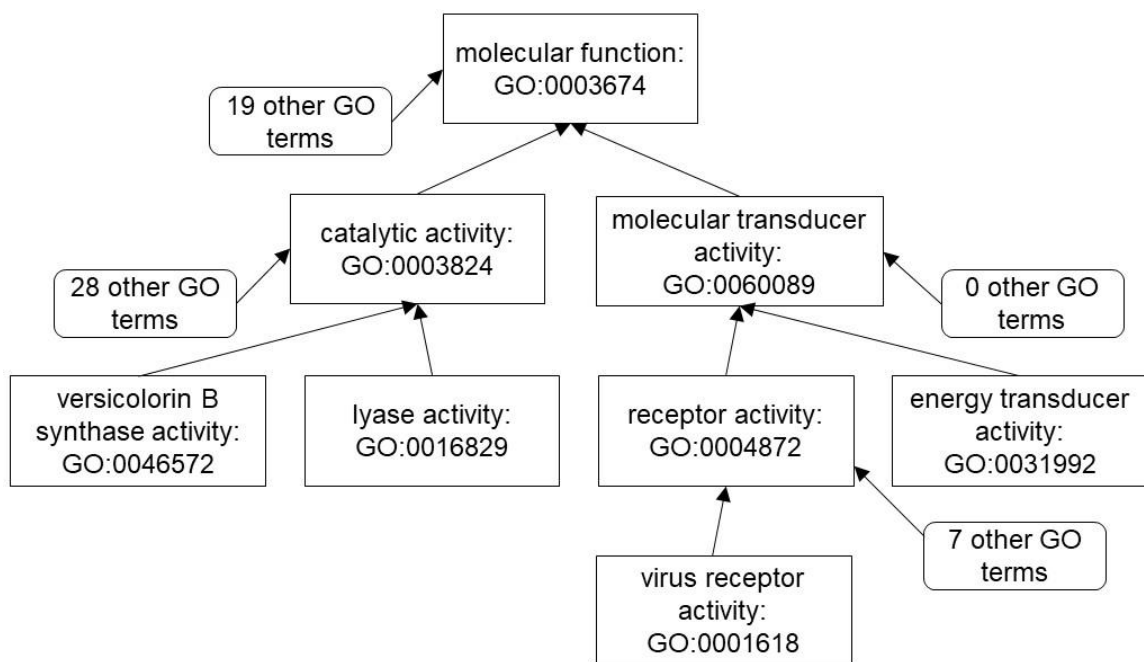 molecular function:
GO:0003674
19 other GO
terms
catalytic activity:
GO:0003824
molecular transducer
activity:
GO:0060089
28 other GO
terms
0 other GO
terms
versicolorin B
synthase activity:
GO:0046572
lyase activity:
GO:0016829
receptor activity:
GO:0004872
energy transducer
activity:
GO:0031992
7 other GO
terms
virus receptor
activity:
GO:0001618